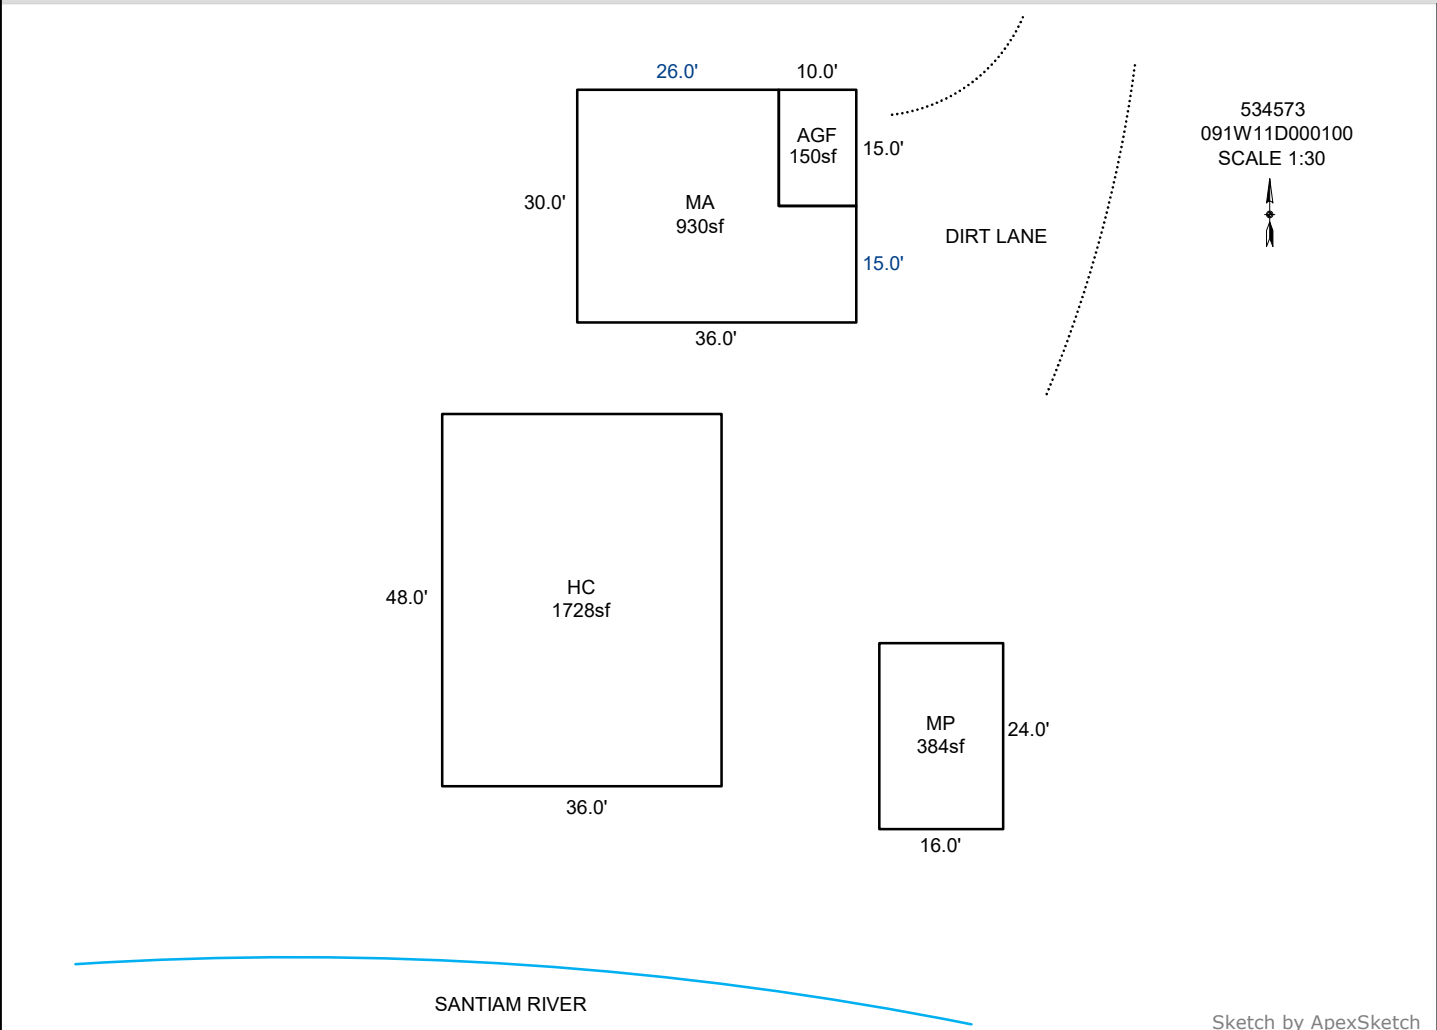 26.0'
10.0'
534573
091W11D000100
SCALE 1:30
AGF
150sf
15.0'
30.0'
MA
930sf
DIRT LANE
15.0'
36.0'
HC
1728sf
48.0'
36.0'
MP
384sf
24.0'
16.0'
SANTIAM RIVER
Sketch by ApexSketch